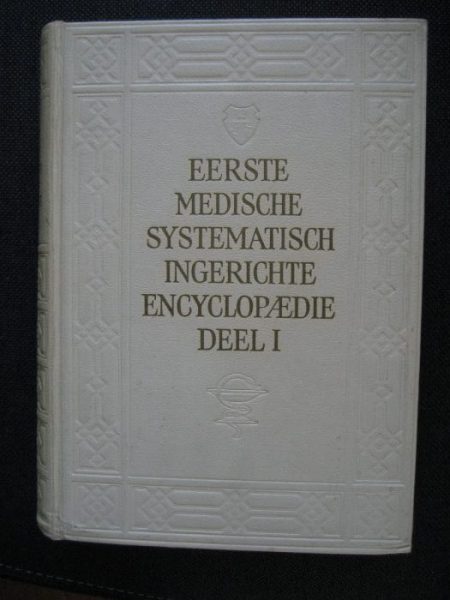 EERSTE
MEDISCHE
SYSTEMATISCH
INGERICHTE
ENCYCLOPÆDIE
DEEL I